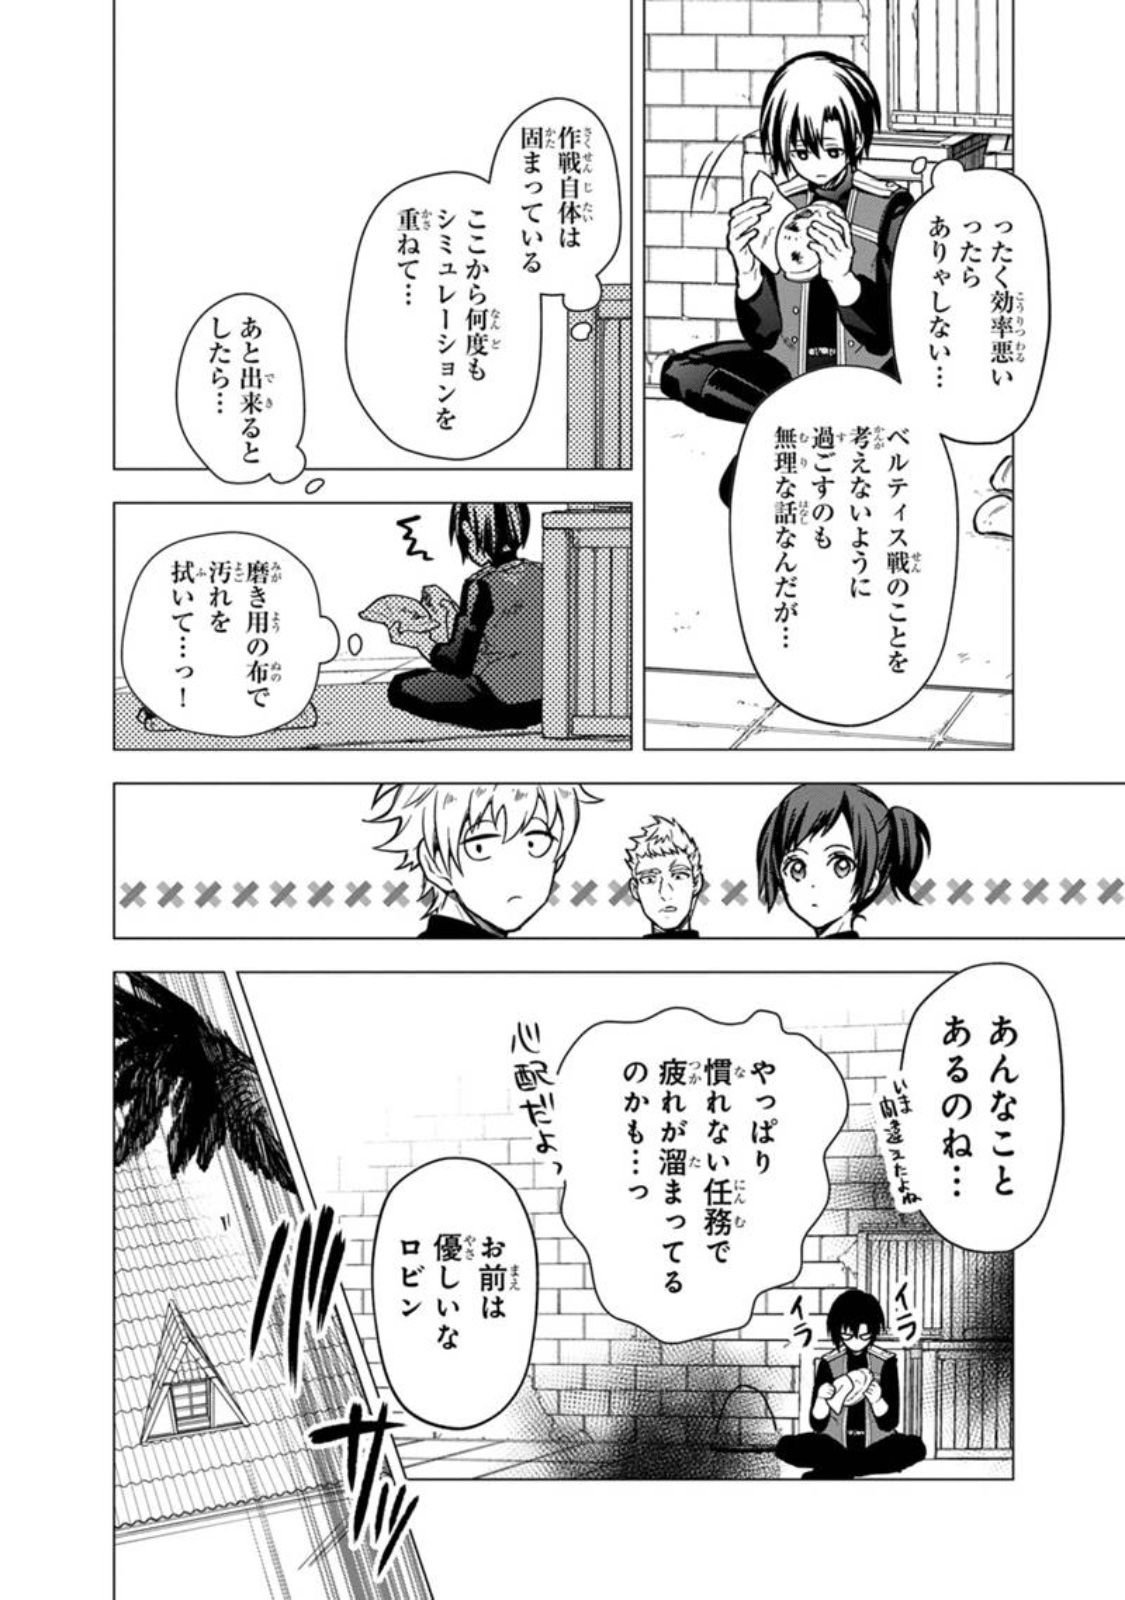 ったく効率悪い
ったら
ありゃしない…
ベルティス戦のことを
考えないように
過ごすのも
無理な話なんだが…
作戦自体は
固まっている
ここから何度も
シミュレーションを
重ねて…
あと出来ると
したら…
磨き用の布で
汚れを
拭いて…っ！
あんなこと
あるのね…
いま間違えたよね
やっぱり
慣れない任務で
疲れが溜まってる
のかも…っ
心配だよっ
イラ
イラ
お前は
優しいな
ロビン
バサッ